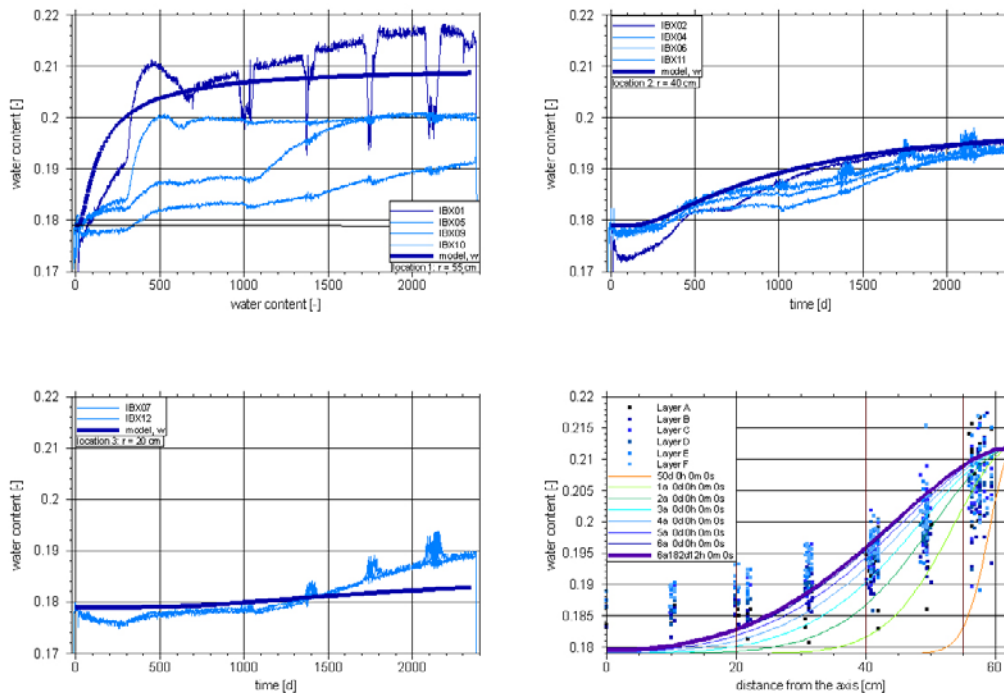 0.22
0.21
0.2
0.19
0.18
0.17
water content [-]
IBX01
IBX05
IBX09
IBX10
model, w
location 1: r = 55 cm
0 500 1000 1500 2000
water content [-]
0.22
0.21
0.2
0.19
0.18
0.17
water content [-]
IBX02
IBX04
IBX06
IBX11
model, wr
location 2: r = 40 cm
0 500 1000 1500 2000
time [d]
0.22
0.21
0.2
0.19
0.18
0.17
water content [-]
IBX07
IBX12
model, w
location 3: r = 20 cm
0 500 1000 1500 2000
time [d]
0.22
0.215
0.21
0.205
0.2
0.195
0.19
0.185
0.18
water content [-]
Layer A
Layer B
Layer C
Layer D
Layer E
Layer F
50d 0h 0m 0s
1a 0d 0h 0m 0s
2a 0d 0h 0m 0s
3a 0d 0h 0m 0s
4a 0d 0h 0m 0s
5a 0d 0h 0m 0s
6a 0d 0h 0m 0s
6a182d12h 0m 0s
0 20 40 60
distance from the axis [cm]